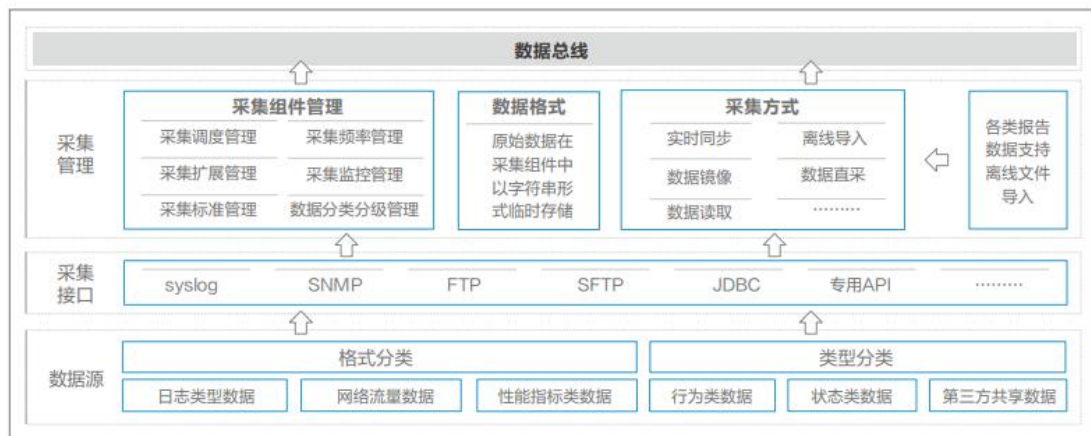 数据总线
采集
管理
采集组件管理
采集调度管理 采集频率管理
采集扩展管理 采集监控管理
采集标准管理 数据分类分级管理
数据格式
原始数据在
采集组件中
以字符串形
式临时存储
采集方式
实时同步 离线导入
数据镜像 数据直采
数据读取 ………
各类报告
数据支持
离线文件
导入
采集
接口
syslog SNMP FTP SFTP JDBC 专用API ………
数据源
格式分类 类型分类
日志类型数据 网络流量数据 性能指标类数据 行为类数据 状态类数据 第三方共享数据